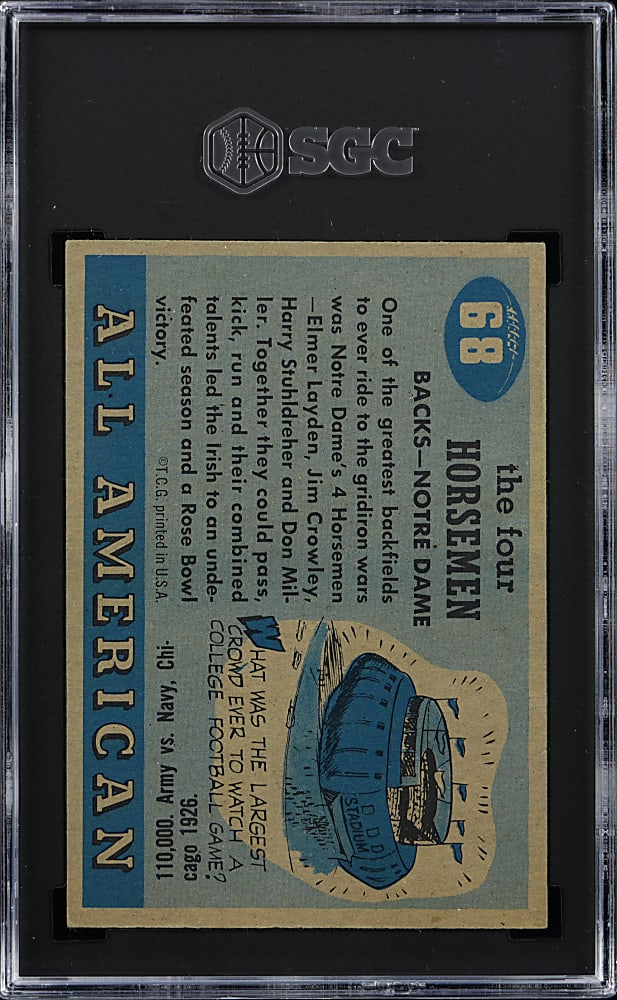 SGC
68
the four
HORSEMEN
BACKS—NOTRE DAME
One of the greatest backfields
to ever ride to the gridiron wars
was Notre Dame's 4 Horsemen
—Elmer Layden, Jim Crowley,
Harry Stuhldreher and Don Mil-
ler. Together they could pass,
kick, run and their combined
talents led the Irish to an unde-
feated season and a Rose Bowl
victory.
©T.C.G. printed in U.S.A.
STADIUM
WHAT WAS THE LARGEST
CROWD EVER TO WATCH A
COLLEGE FOOTBALL GAME?
110,000 Army vs. Navy, Chi-
cago 1926.
ALL AMERICAN